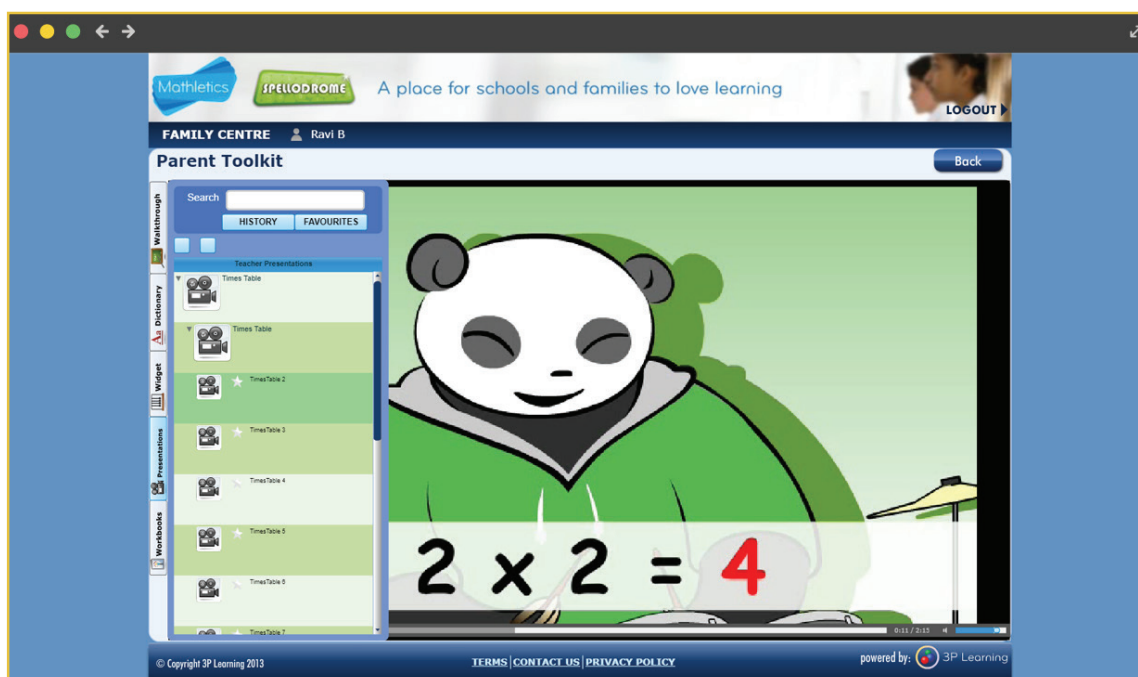 Mathletics
SPELLODROME
A place for schools and families to love learning
LOGOUT
FAMILY CENTRE Ravi B
Parent Toolkit
Back
Walkthrough
Dictionary
Widget
Presentations
Workbooks
Search
HISTORY FAVOURITES
Teacher Presentations
Times Table
Times Table
TimesTable 2
TimesTable 3
TimesTable 4
TimesTable 5
TimesTable 6
TimesTable 7
2 x 2 = 4
0:11 / 2:13
© Copyright 3P Learning 2013
TERMS | CONTACT US | PRIVACY POLICY
powered by: 3P Learning